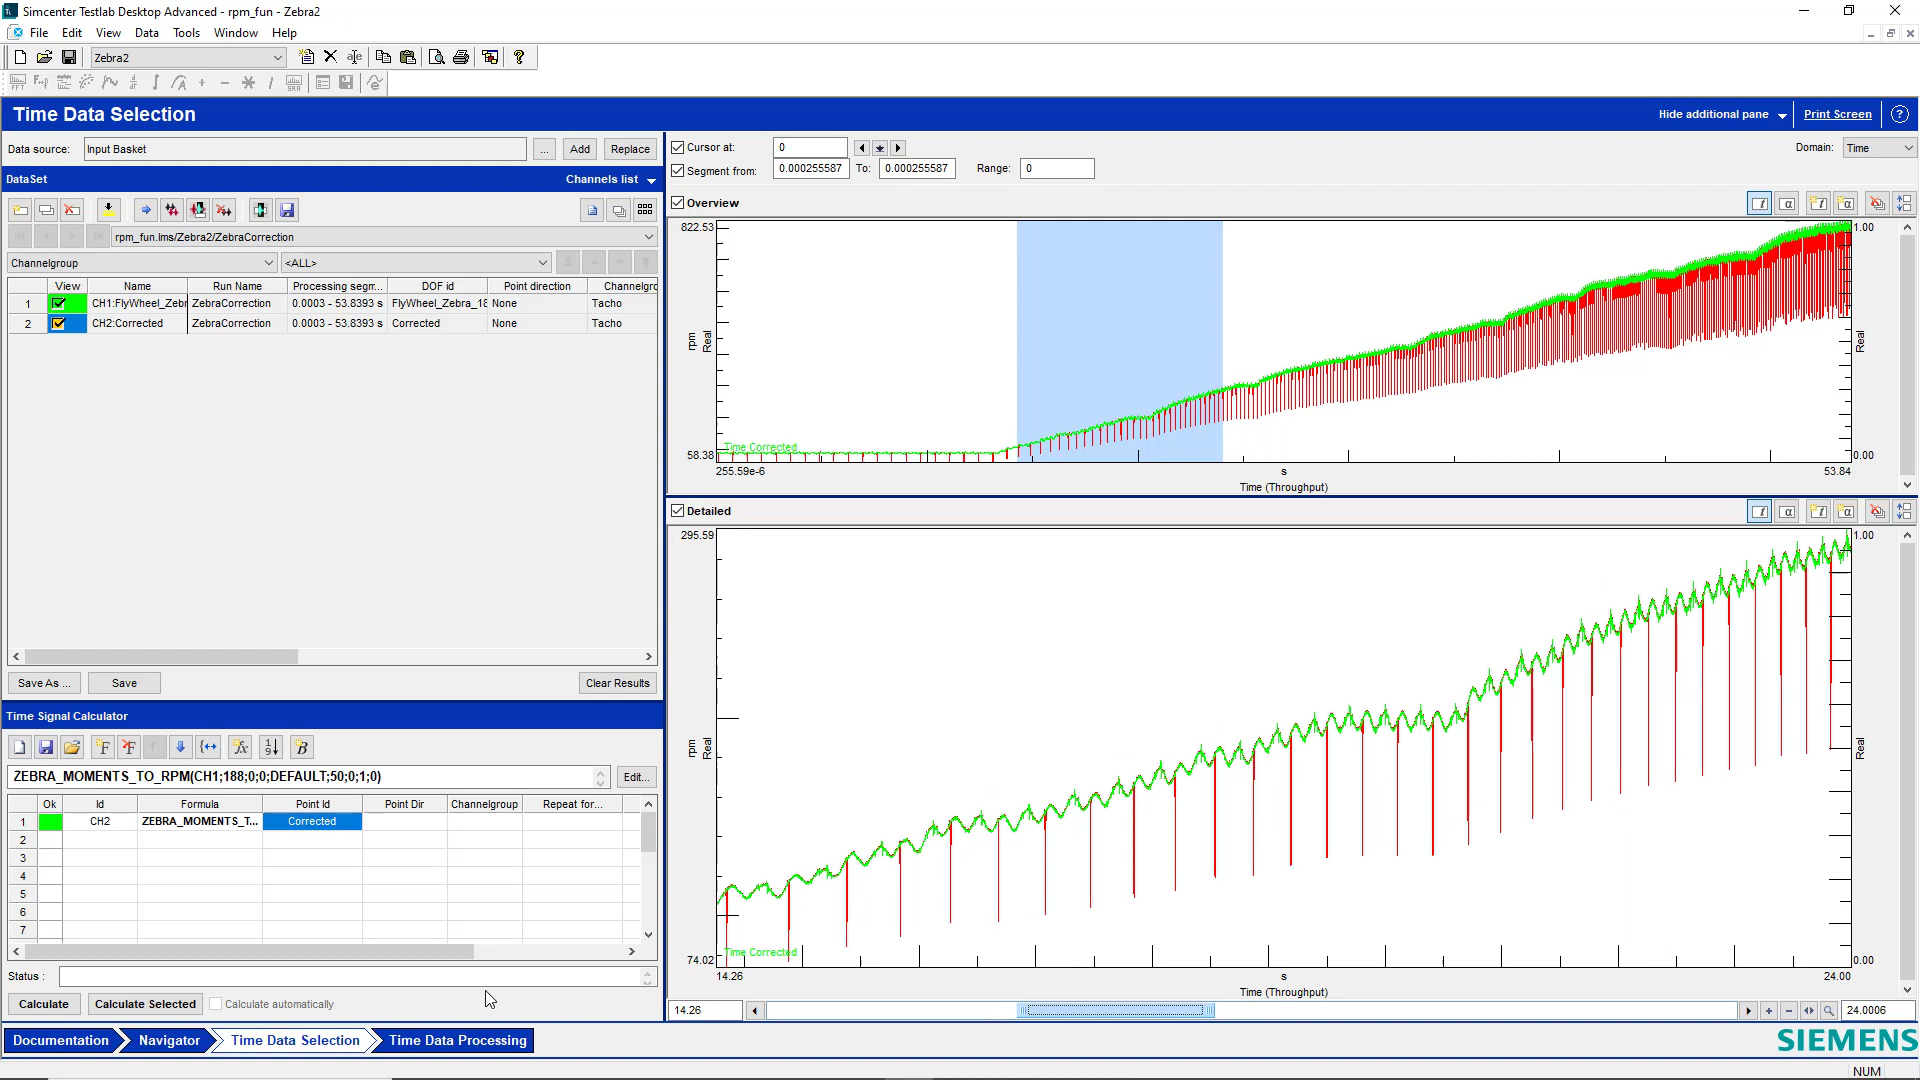 Simcenter Testlab Desktop Advanced - rpm_fun - Zebra2
File Edit View Data Tools Window Help
Zebra2
Time Data Selection
Hide additional pane
Print Screen
Data source:
Input Basket
...
Add
Replace
DataSet
Channels list
rpm_fun.lms/Zebra2/ZebraCorrection
Channelgroup
<ALL>
View Name Run Name Processing segm... DOF id Point direction Channelgro
1 CH1:FlyWheel_Zebr ZebraCorrection 0.0003 - 53.8393 s FlyWheel_Zebra_18 None Tacho
2 CH2:Corrected ZebraCorrection 0.0003 - 53.8393 s Corrected None Tacho
Save As ...
Save
Clear Results
Time Signal Calculator
ZEBRA_MOMENTS_TO_RPM(CH1;188;0;0;DEFAULT;50;0;1;0)
Edit...
Ok Id Formula Point Id Point Dir Channelgroup Repeat for...
1 CH2 ZEBRA_MOMENTS_T... Corrected
2
3
4
5
6
7
Status :
Calculate
Calculate Selected
Calculate automatically
Cursor at:
0
Domain:
Time
Segment from:
0.000255587
To:
0.000255587
Range:
0
Overview
822.53
1.00
rpm
Real
Real
Time Corrected
58.38
0.00
255.59e-6
s
53.84
Time (Throughput)
Detailed
295.59
1.00
rpm
Real
Real
Time Corrected
74.02
0.00
14.26
s
24.00
Time (Throughput)
14.26
24.0006
Documentation
Navigator
Time Data Selection
Time Data Processing
SIEMENS
NUM